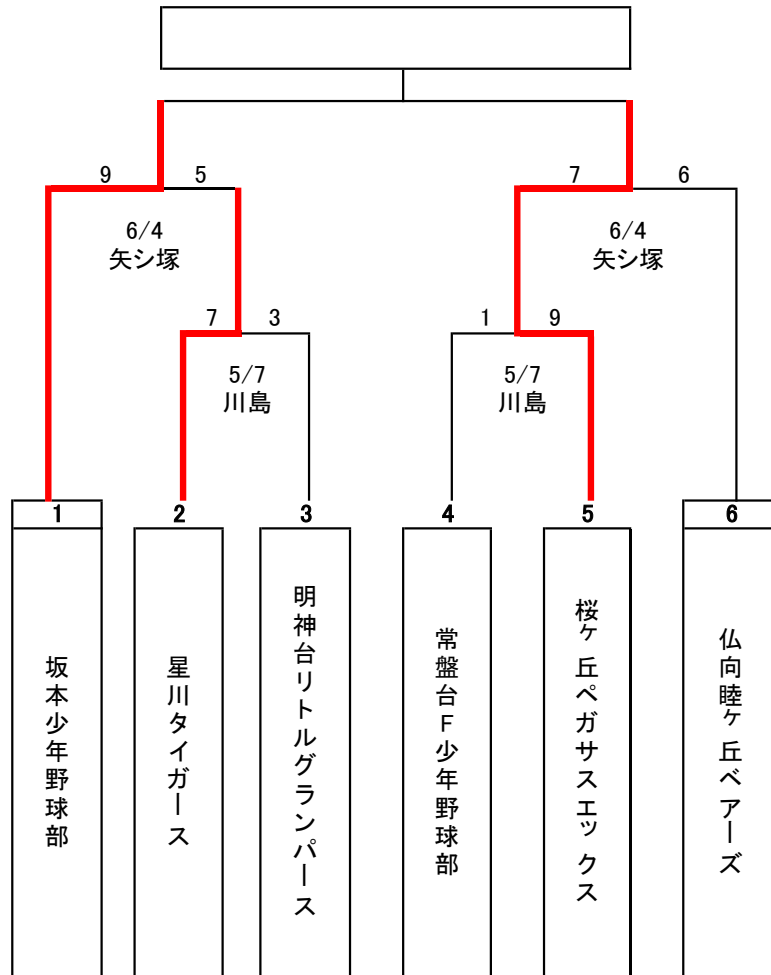 9
5
7
6
6/4
矢シ塚
6/4
矢シ塚
7
3
1
9
5/7
川島
5/7
川島
1
2
3
4
5
6
坂本少年野球部
星川タイガース
明神台リトルグランパース
常盤台F少年野球部
桜ヶ丘ペガサスエックス
仏向睦ヶ丘ベアーズ